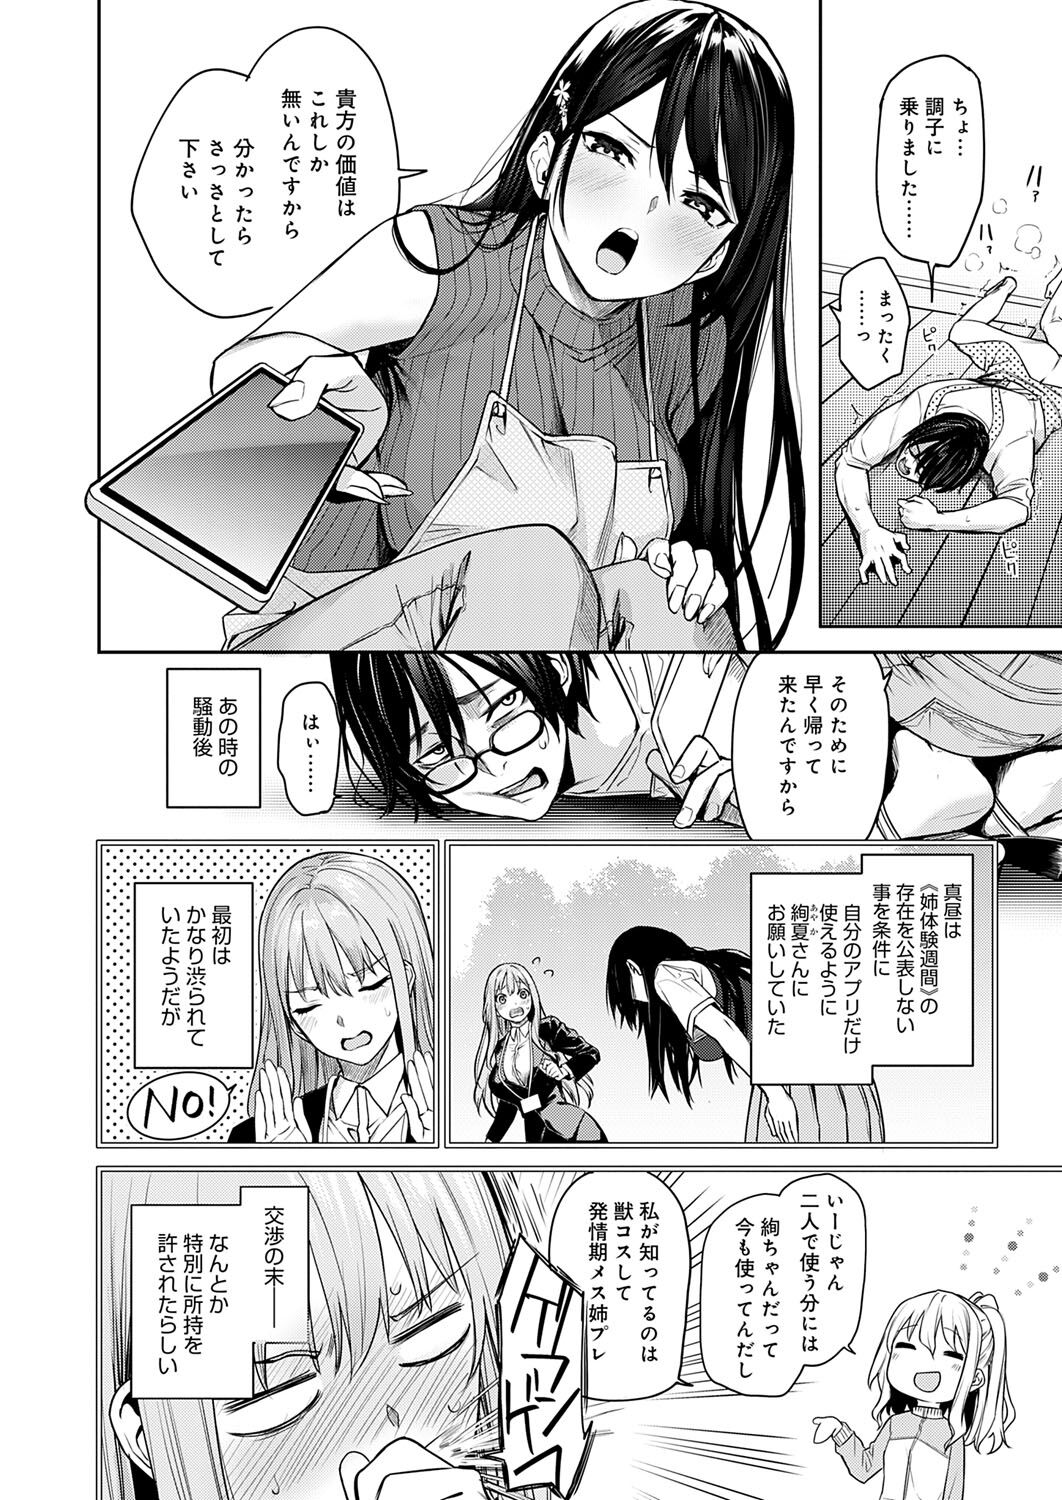 ちょ…
調子に
乗りました……
まったく
……っ
ピク
ピク
貴方の価値は
これしか
無いんですから
分かったら
さっさとして
下さい
そのために
早く帰って
来たんですから
はぃ……
あの時の
騒動後
真昼は
《姉体験週間》の
存在を公表しない
事を条件に
自分のアプリだけ
使えるように
絢夏さんに
あやか
お願いしていた
最初は
かなり渋られて
いたようだが
NO!
いーじゃん
二人で使う分には
絢ちゃんだって
今も使ってんだし
私が知ってるのは
獣コスして
発情期メス姉プレ
交渉の末──
なんとか
特別に所持を
許されたらしい